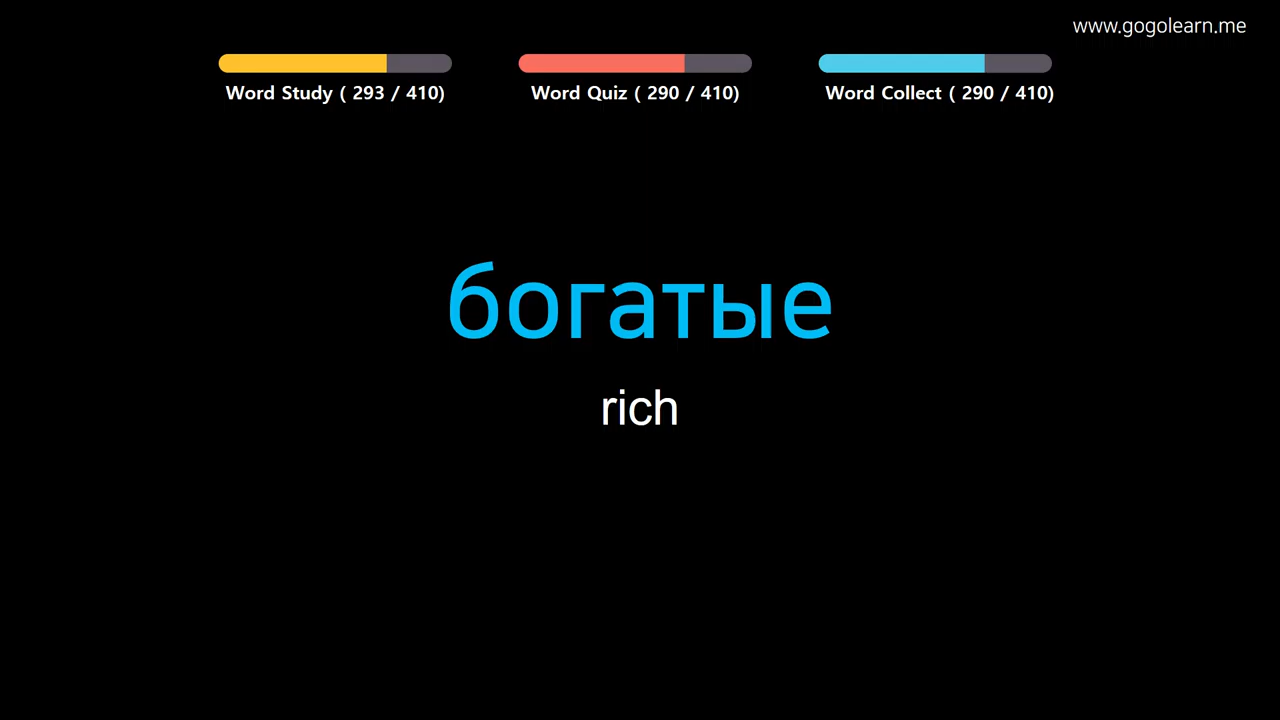 www.gogolearn.me
Word Study ( 293 / 410)
Word Quiz ( 290 / 410)
Word Collect ( 290 / 410)
богатые
rich